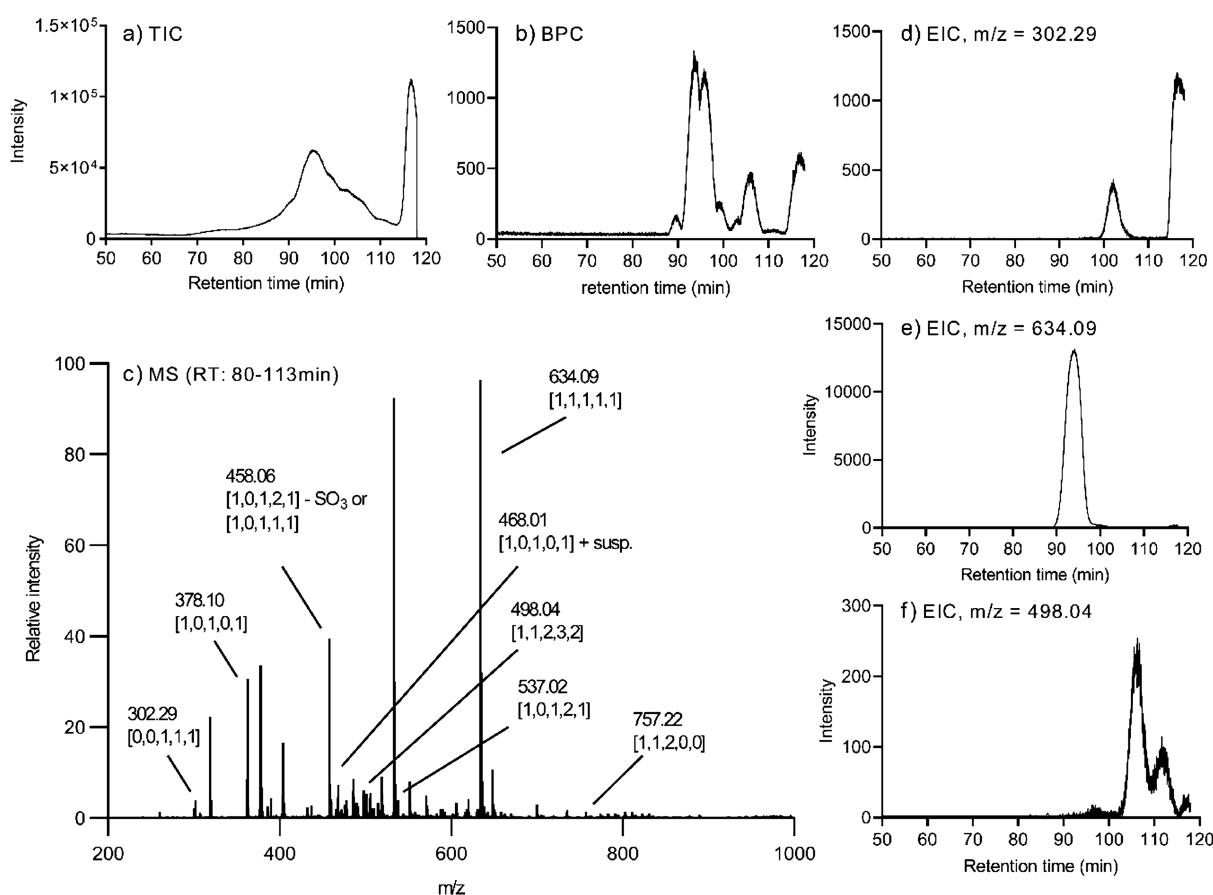 a) TIC
1.5×10⁵
1×10⁵
5×10⁴
0
Intensity
50 60 70 80 90 100 110 120
Retention time (min)
b) BPC
1500
1000
500
0
50 60 70 80 90 100 110 120
retention time (min)
d) EIC, m/z = 302.29
1500
1000
500
0
50 60 70 80 90 100 110 120
Retention time (min)
c) MS (RT: 80-113min)
100
80
60
40
20
0
Relative intensity
634.09
[1,1,1,1,1]
458.06
[1,0,1,2,1] - SO₃ or
[1,0,1,1,1]
468.01
[1,0,1,0,1] + susp.
378.10
[1,0,1,0,1]
498.04
[1,1,2,3,2]
537.02
[1,0,1,2,1]
302.29
[0,0,1,1,1]
757.22
[1,1,2,0,0]
200 400 600 800 1000
m/z
e) EIC, m/z = 634.09
15000
10000
5000
0
Intensity
50 60 70 80 90 100 110 120
Retention time (min)
f) EIC, m/z = 498.04
300
200
100
0
Intensity
50 60 70 80 90 100 110 120
Retention time (min)